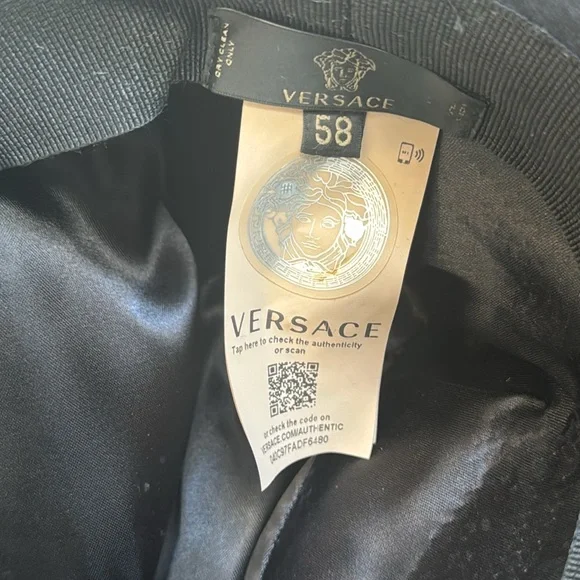 DRY CLEAN
ONLY
VERSACE
58
VERSACE
Tap here to check the authenticity
or scan
or check the code on
VERSACE.COM/AUTHENTIC